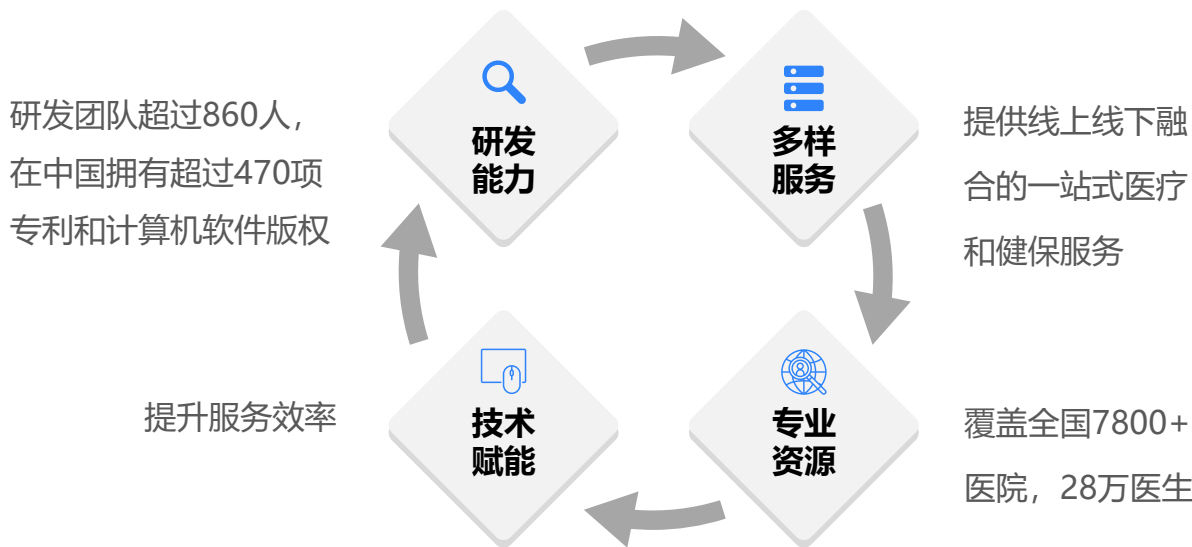 研发团队超过860人，
在中国拥有超过470项
专利和计算机软件版权
研发
能力
多样
服务
提供线上线下融
合的一站式医疗
和健保服务
提升服务效率
技术
赋能
专业
资源
覆盖全国7800+
医院，28万医生